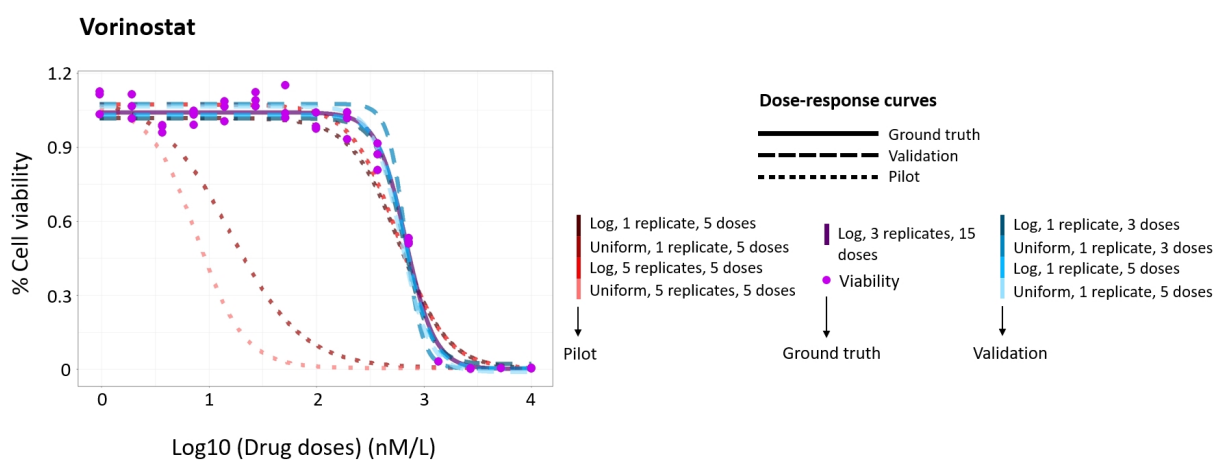 Vorinostat
% Cell viability
1.2
0.9
0.6
0.3
0
0
1
2
3
4
Log10 (Drug doses) (nM/L)
Dose-response curves
Ground truth
Validation
Pilot
Log, 1 replicate, 5 doses
Uniform, 1 replicate, 5 doses
Log, 5 replicates, 5 doses
Uniform, 5 replicates, 5 doses
Pilot
Log, 3 replicates, 15
doses
Viability
Ground truth
Log, 1 replicate, 3 doses
Uniform, 1 replicate, 3 doses
Log, 1 replicate, 5 doses
Uniform, 1 replicate, 5 doses
Validation